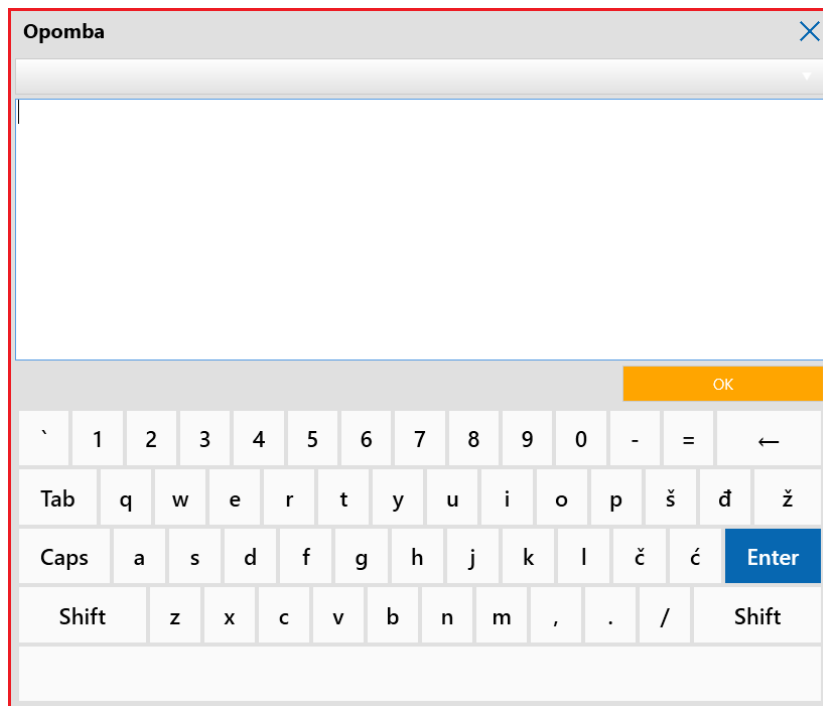 Opomba
OK
` 1 2 3 4 5 6 7 8 9 0 - = ←
Tab q w e r t y u i o p š đ ž
Caps a s d f g h j k l č ć Enter
Shift z x c v b n m , . / Shift